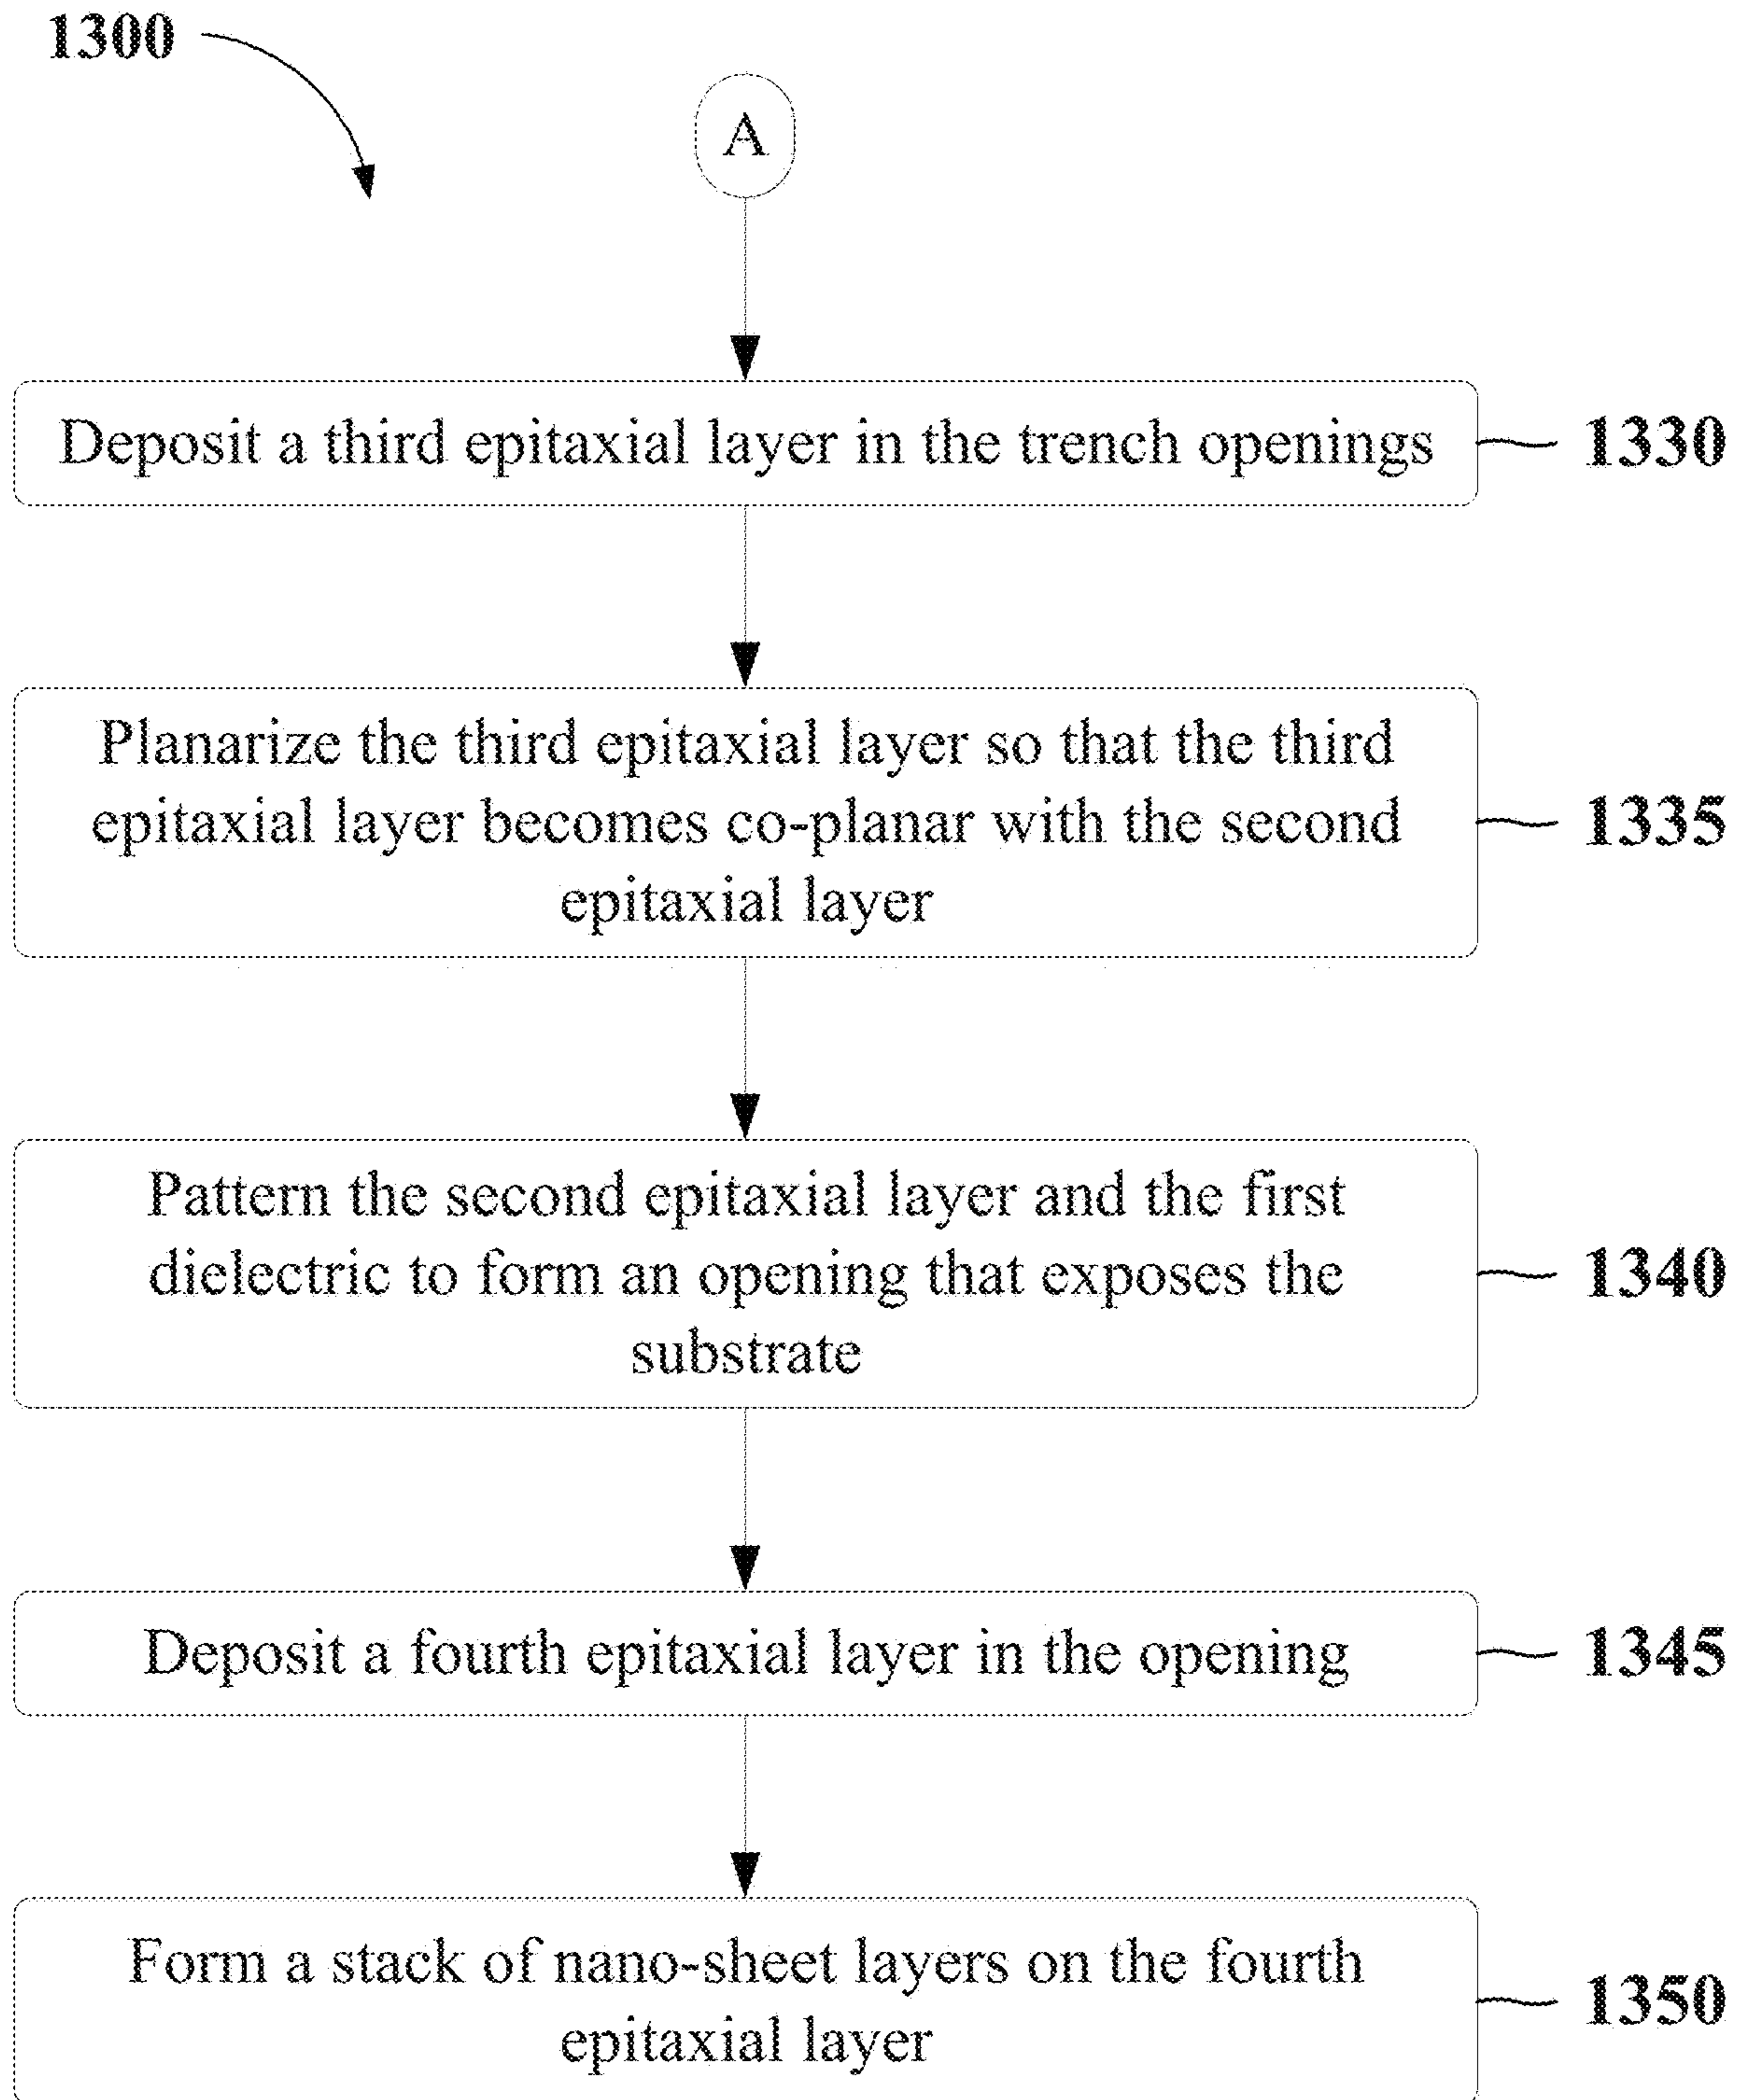 1300
A
Deposit a third epitaxial layer in the trench openings
1330
Planarize the third epitaxial layer so that the third
epitaxial layer becomes co-planar with the second
epitaxial layer
1335
Pattern the second epitaxial layer and the first
dielectric to form an opening that exposes the
substrate
1340
Deposit a fourth epitaxial layer in the opening
1345
Form a stack of nano-sheet layers on the fourth
epitaxial layer
1350